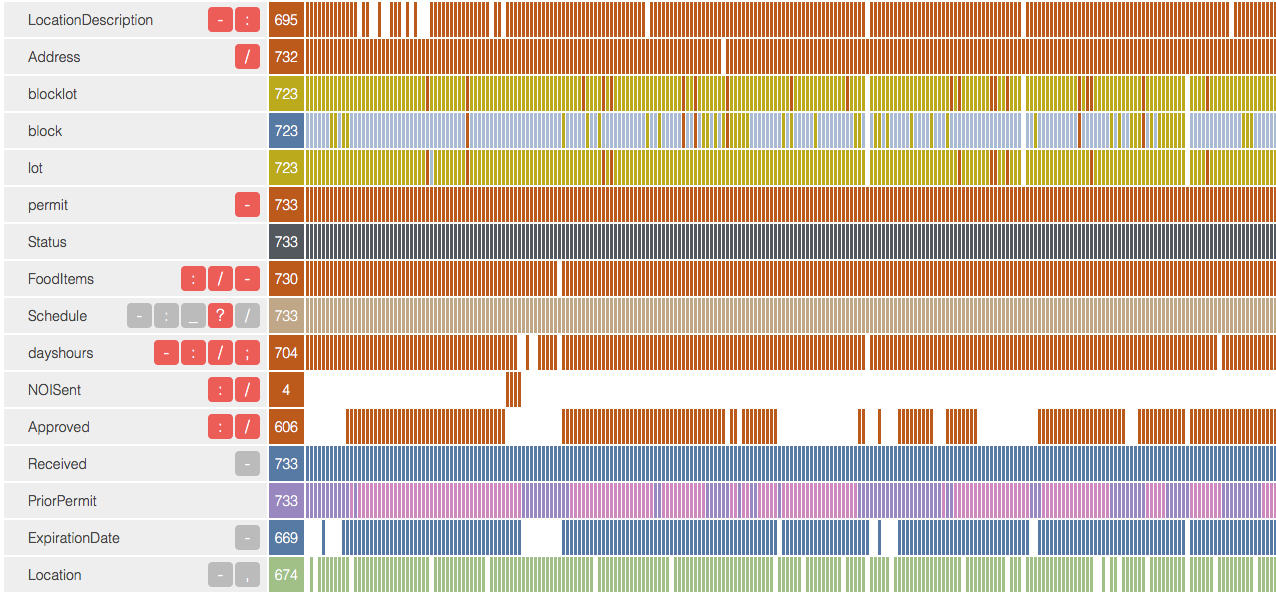 LocationDescription - : 695
Address / 732
blocklot 723
block 723
lot 723
permit - 733
Status 733
FoodItems : / - 730
Schedule - : _ ? / 733
dayshours - : / ; 704
NOISent : / 4
Approved : / 606
Received - 733
PriorPermit 733
ExpirationDate - 669
Location - , 674